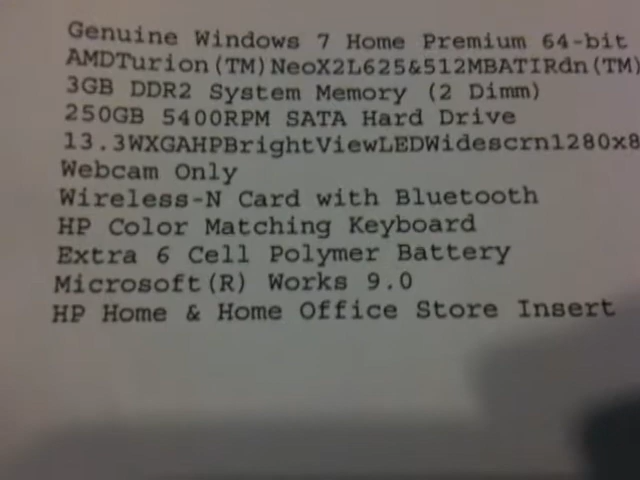 Genuine Windows 7 Home Premium 64-bit
AMDTurion(TM)NeoX2L625&512MBATIRdn(TM)
3GB DDR2 System Memory (2 Dimm)
250GB 5400RPM SATA Hard Drive
13.3WXGAHPBrightViewLEDWidescrn1280x8
Webcam Only
Wireless-N Card with Bluetooth
HP Color Matching Keyboard
Extra 6 Cell Polymer Battery
Microsoft(R) Works 9.0
HP Home & Home Office Store Insert